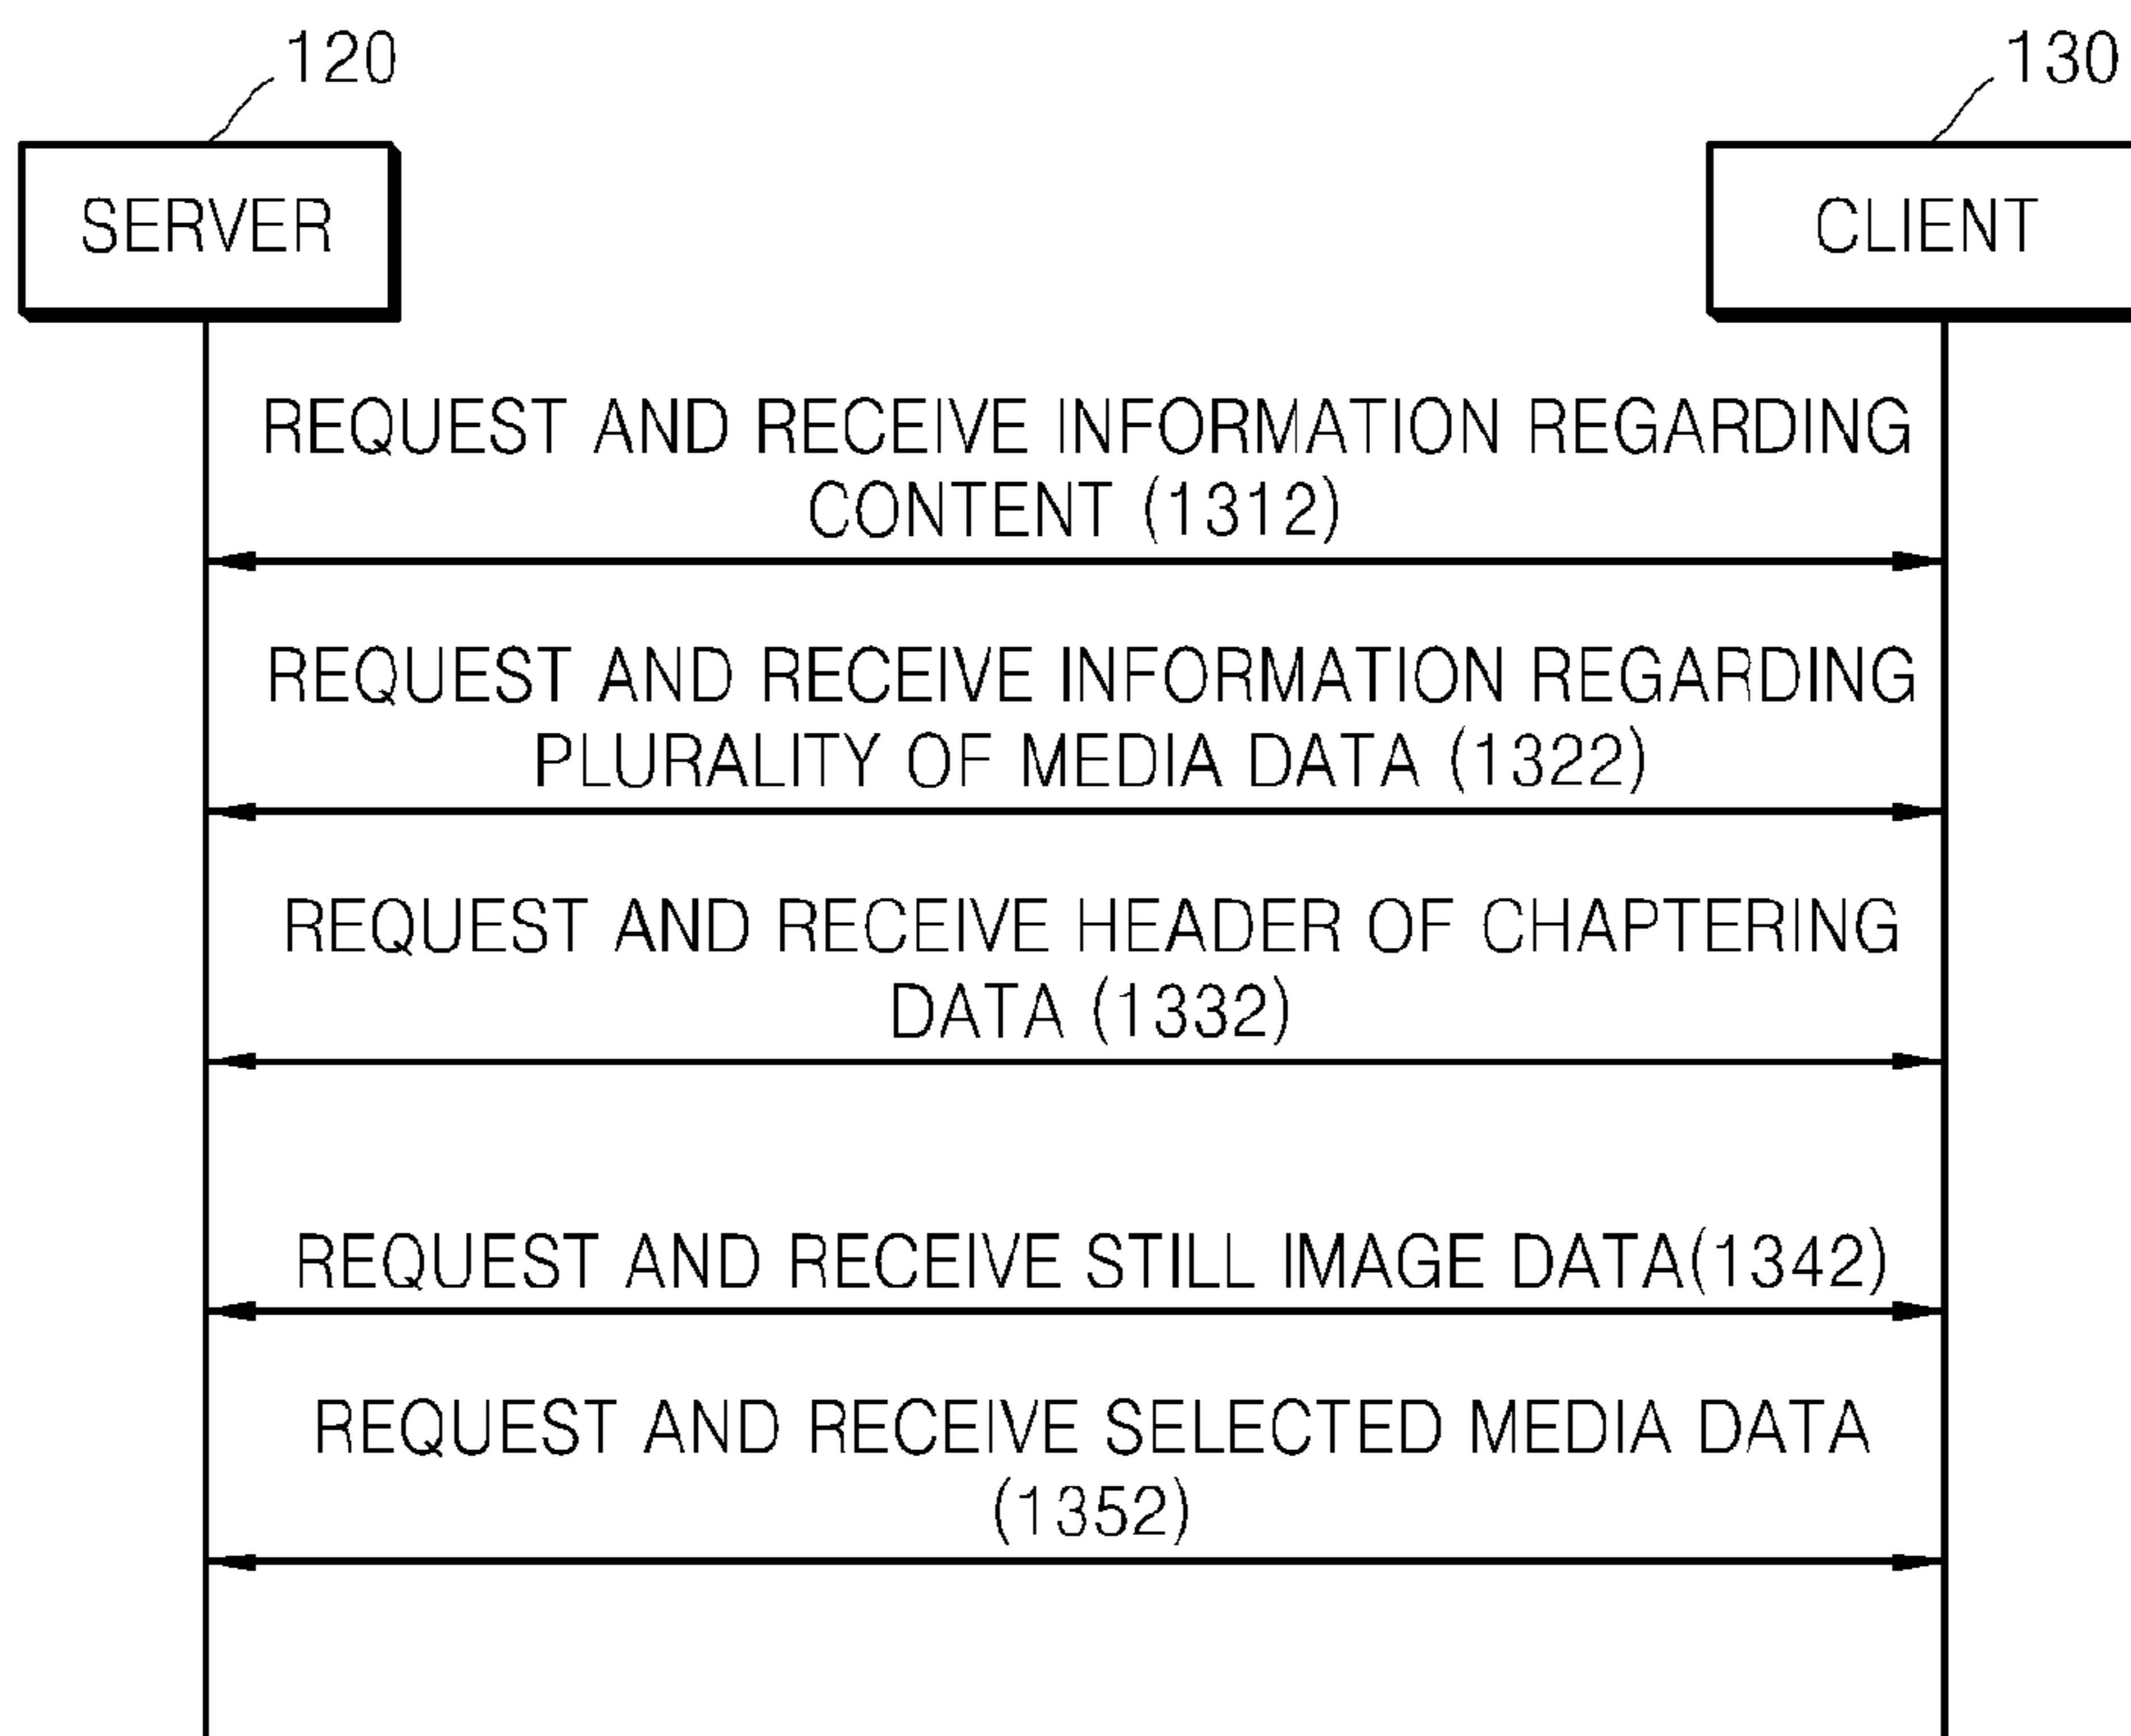 120
130
SERVER
CLIENT
REQUEST AND RECEIVE INFORMATION REGARDING
CONTENT (1312)
REQUEST AND RECEIVE INFORMATION REGARDING
PLURALITY OF MEDIA DATA (1322)
REQUEST AND RECEIVE HEADER OF CHAPTERING
DATA (1332)
REQUEST AND RECEIVE STILL IMAGE DATA(1342)
REQUEST AND RECEIVE SELECTED MEDIA DATA
(1352)